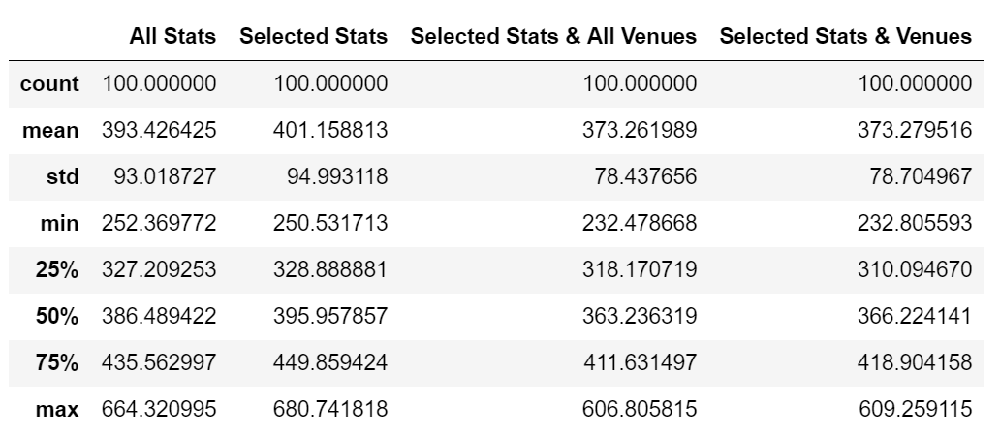 All Stats Selected Stats Selected Stats & All Venues Selected Stats & Venues
count 100.000000 100.000000 100.000000 100.000000
mean 393.426425 401.158813 373.261989 373.279516
std 93.018727 94.993118 78.437656 78.704967
min 252.369772 250.531713 232.478668 232.805593
25% 327.209253 328.888881 318.170719 310.094670
50% 386.489422 395.957857 363.236319 366.224141
75% 435.562997 449.859424 411.631497 418.904158
max 664.320995 680.741818 606.805815 609.259115